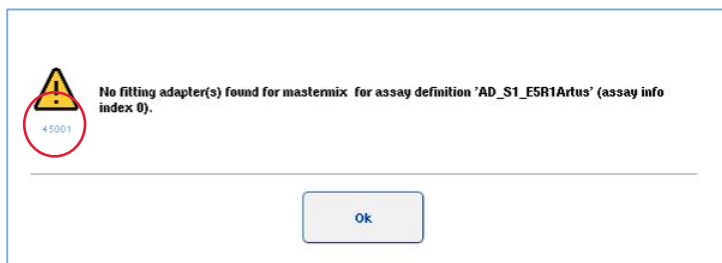 No fitting adapter(s) found for mastermix for assay definition 'AD_S1_E5R1Artus' (assay info
index 0).
45001
Ok